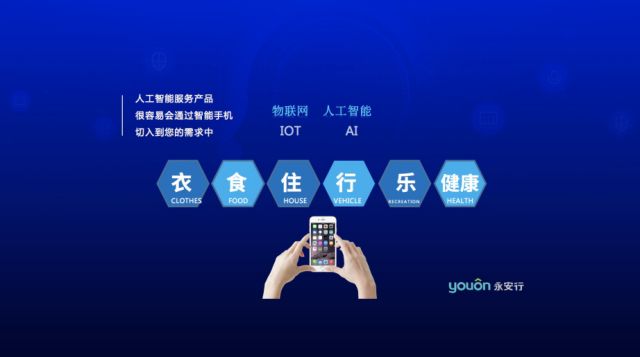 人工智能服务产品
很容易会通过智能手机
切入到您的需求中
物联网 人工智能
IOT AI
衣 食 住 行 乐 健康
CLOTHES FOOD HOUSE VEHICLE RECREATION HEALTH
youon 永安行